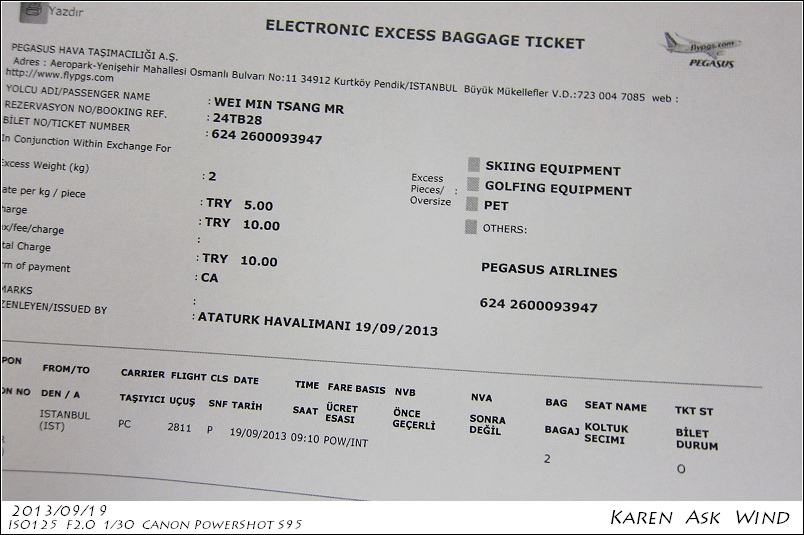 Yazdır
ELECTRONIC EXCESS BAGGAGE TICKET
flypgs.com
PEGASUS
PEGASUS HAVA TAŞIMACILIĞI A.Ş.
Adres : Aeropark-Yenişehir Mahallesi Osmanlı Bulvarı No:11 34912 Kurtköy Pendik/ISTANBUL Büyük Mükellefler V.D.:723 004 7085 web :
http://www.flypgs.com
YOLCU ADI/PASSENGER NAME : WEI MIN TSANG MR
REZERVASYON NO/BOOKING REF. : 24TB28
BİLET NO/TICKET NUMBER : 624 2600093947
In Conjunction Within Exchange For
xcess Weight (kg) : 2
ate per kg / piece : TRY 5.00
harge : TRY 10.00
ax/fee/charge :
tal Charge : TRY 10.00
rm of payment : CA
MARKS :
ZENLEYEN/ISSUED BY : ATATURK HAVALIMANI 19/09/2013
Excess Pieces/ Oversize :
SKIING EQUIPMENT
GOLFING EQUIPMENT
PET
OTHERS:
PEGASUS AIRLINES
624 2600093947
PON FROM/TO CARRIER FLIGHT CLS DATE TIME FARE BASIS NVB NVA BAG SEAT NAME TKT ST
ON NO DEN / A TAŞIYICI UÇUŞ SNF TARİH SAAT ÜCRET ESASI ÖNCE GEÇERLİ SONRA DEĞİL BAGAJ KOLTUK SECIMI BİLET DURUM
ISTANBUL (IST) PC 2811 P 19/09/2013 09:10 POW/INT 2 O
2013/09/19
ISO125 F2.0 1/30 CANON POWERSHOT S95
KAREN ASK WIND